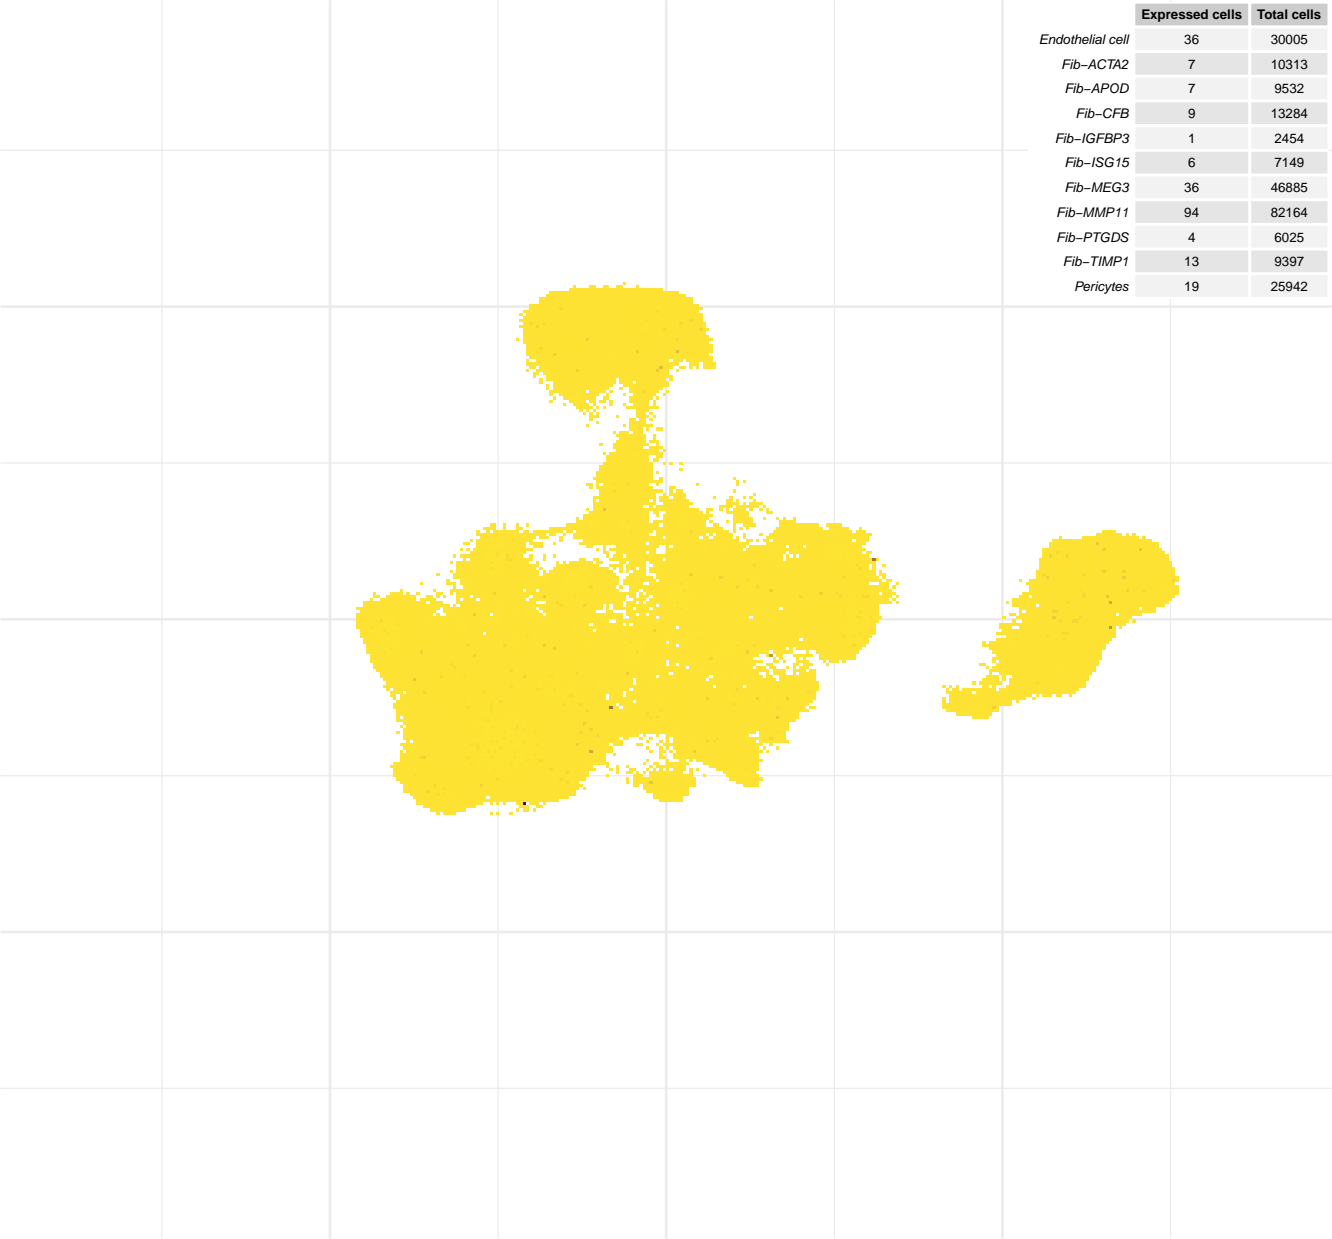 Expressed cells Total cells
Endothelial cell 36 30005
Fib−ACTA2 7 10313
Fib−APOD 7 9532
Fib−CFB 9 13284
Fib−IGFBP3 1 2454
Fib−ISG15 6 7149
Fib−MEG3 36 46885
Fib−MMP11 94 82164
Fib−PTGDS 4 6025
Fib−TIMP1 13 9397
Pericytes 19 25942